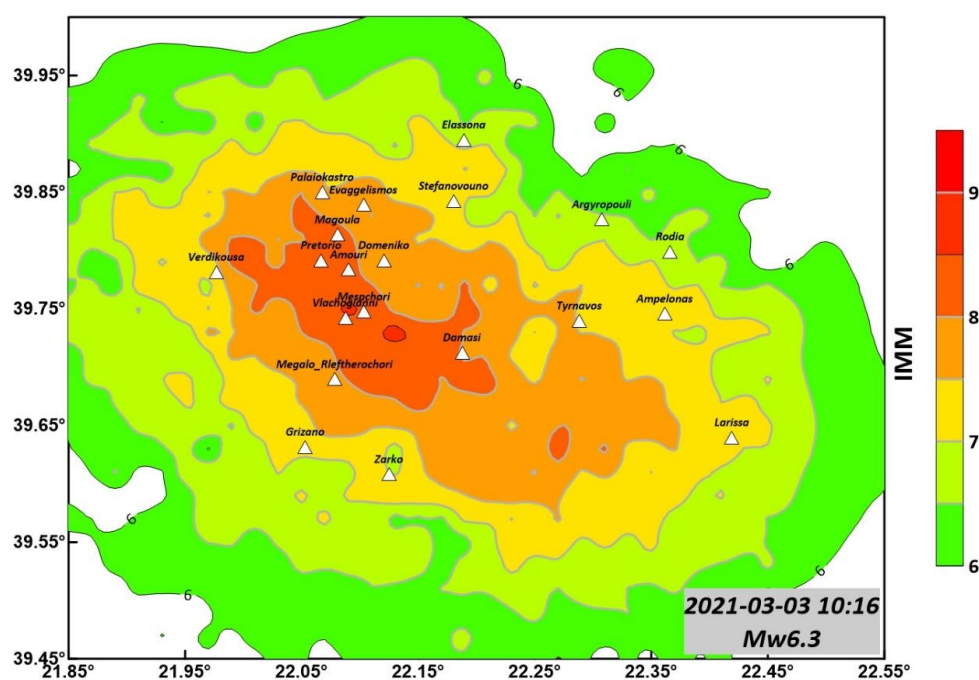 39.95°
39.85°
39.75°
39.65°
39.55°
39.45°
21.85°
21.95°
22.05°
22.15°
22.25°
22.35°
22.45°
22.55°
6
6
6
6
6
6
6
Elassona
Palaiokastro
Evaggelismos
Stefanovouno
Argyropouli
Magoula
Rodia
Pretorio
Domeniko
Amouri
Verdikousa
Mesochori
Vlachogianni
Tyrnavos
Ampelonas
Damasi
Megalo_Rleftherochori
Larissa
Grizano
Zarko
2021-03-03 10:16
Mw6.3
9
8
7
6
IMM